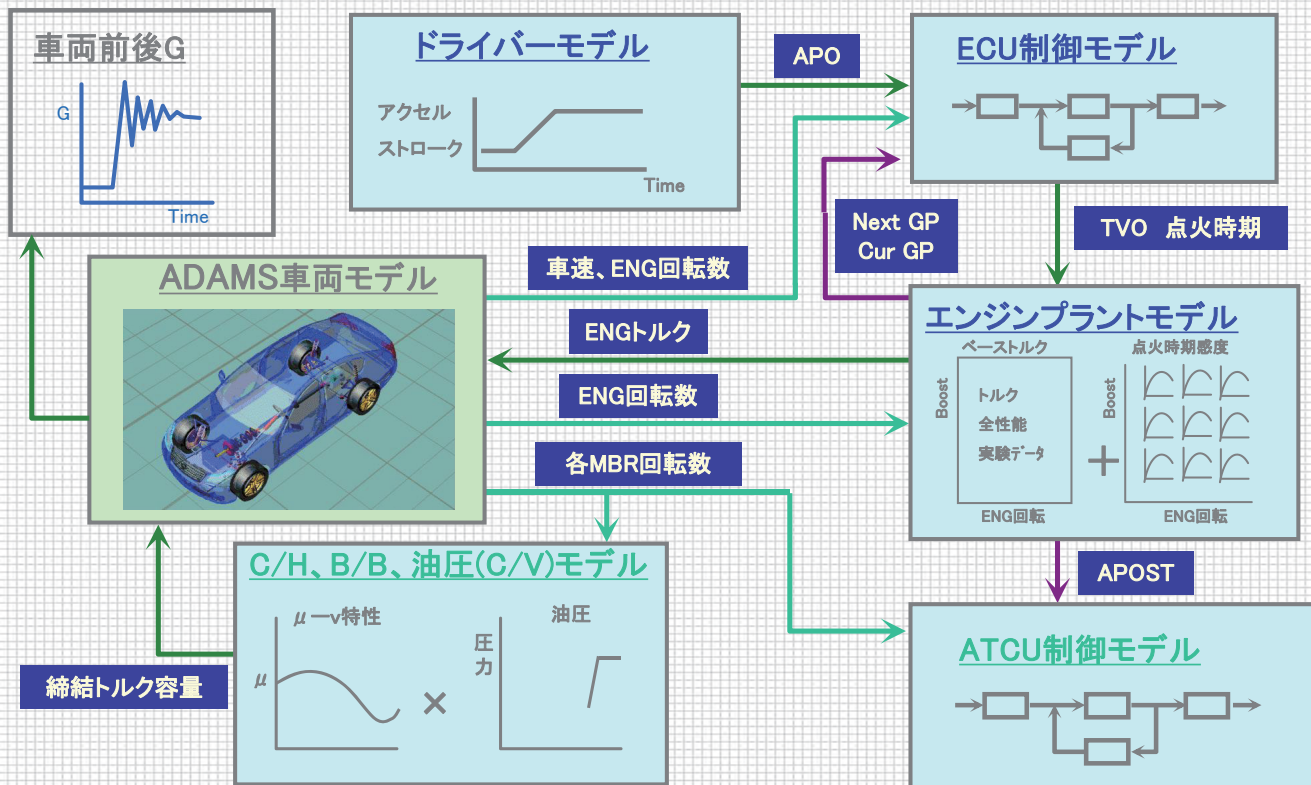 車両前後G
G
Time
ドライバーモデル
アクセル
ストローク
Time
APO
ECU制御モデル
Next GP
Cur GP
TVO 点火時期
ADAMS車両モデル
車速、ENG回転数
ENGトルク
ENG回転数
各MBR回転数
エンジンプラントモデル
ベーストルク
Boost
トルク
全性能
実験データ
ENG回転
+
点火時期感度
Boost
ENG回転
APOST
C/H、B/B、油圧(C/V)モデル
μ―v特性
μ
×
油圧
圧力
締結トルク容量
ATCU制御モデル